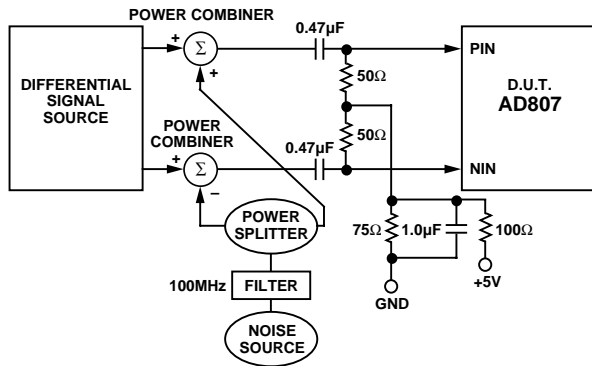 POWER COMBINER
0.47µF
+
Σ
+
PIN
DIFFERENTIAL
SIGNAL
SOURCE
50Ω
D.U.T.
AD807
POWER
COMBINER
0.47µF
50Ω
+
Σ
−
NIN
POWER
SPLITTER
75Ω
1.0µF
100Ω
100MHz
FILTER
+5V
GND
NOISE
SOURCE